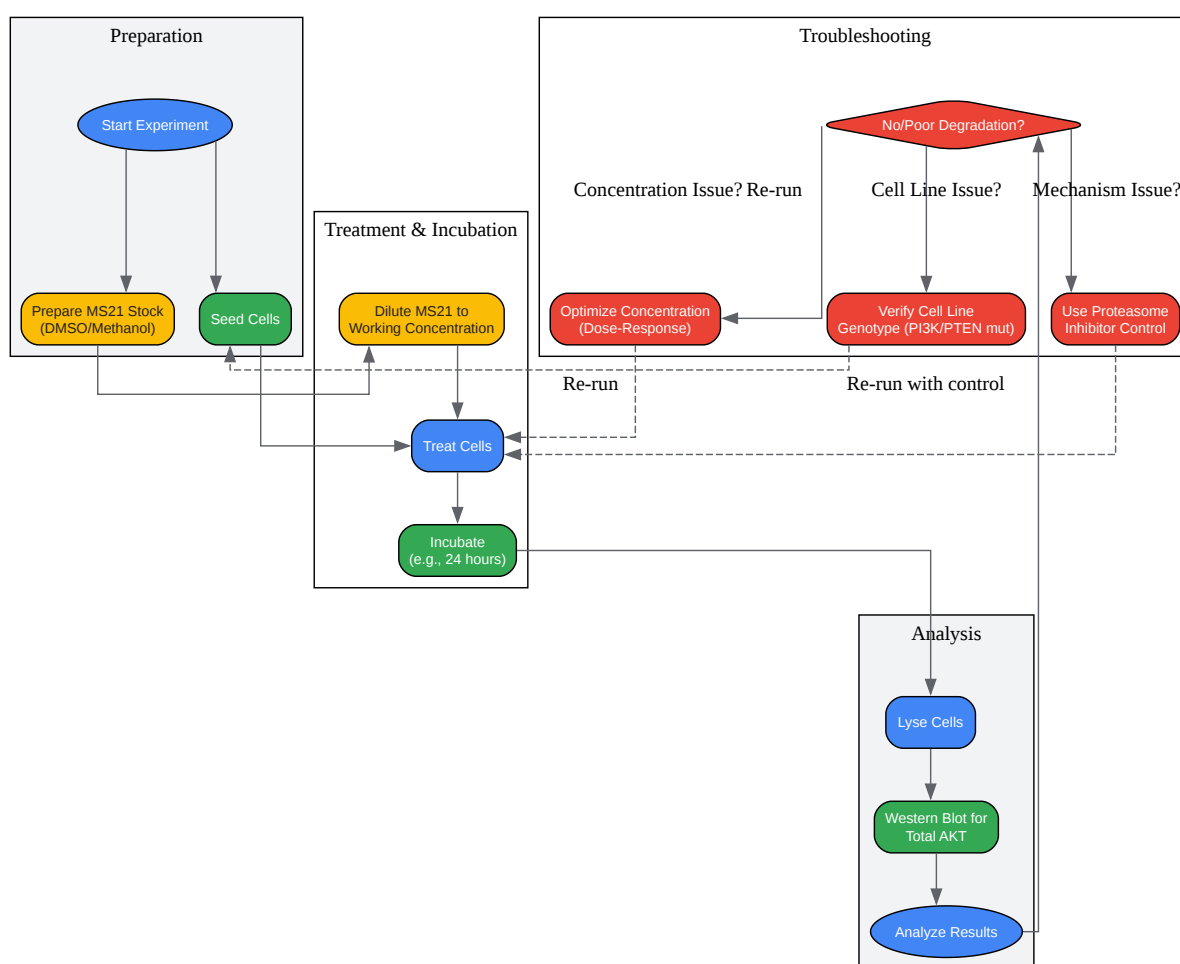 Preparation
Start Experiment
Prepare MS21 Stock
(DMSO/Methanol)
Seed Cells
Treatment & Incubation
Dilute MS21 to
Working Concentration
Treat Cells
Incubate
(e.g., 24 hours)
Troubleshooting
No/Poor Degradation?
Concentration Issue?
Re-run
Cell Line Issue?
Mechanism Issue?
Optimize Concentration
(Dose-Response)
Verify Cell Line
Genotype (PI3K/PTEN mut)
Use Proteasome
Inhibitor Control
Re-run
Re-run with control
Analysis
Lyse Cells
Western Blot for
Total AKT
Analyze Results